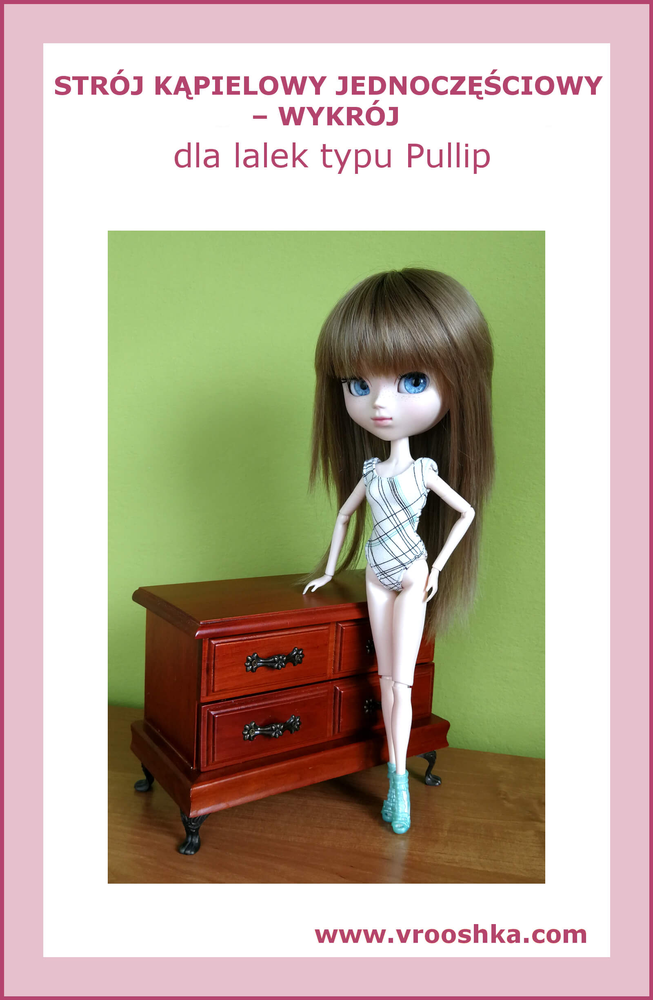 STRÓJ KĄPIELOWY JEDNOCZĘŚCIOWY
– WYKRÓJ
dla lalek typu Pullip
www.vrooshka.com